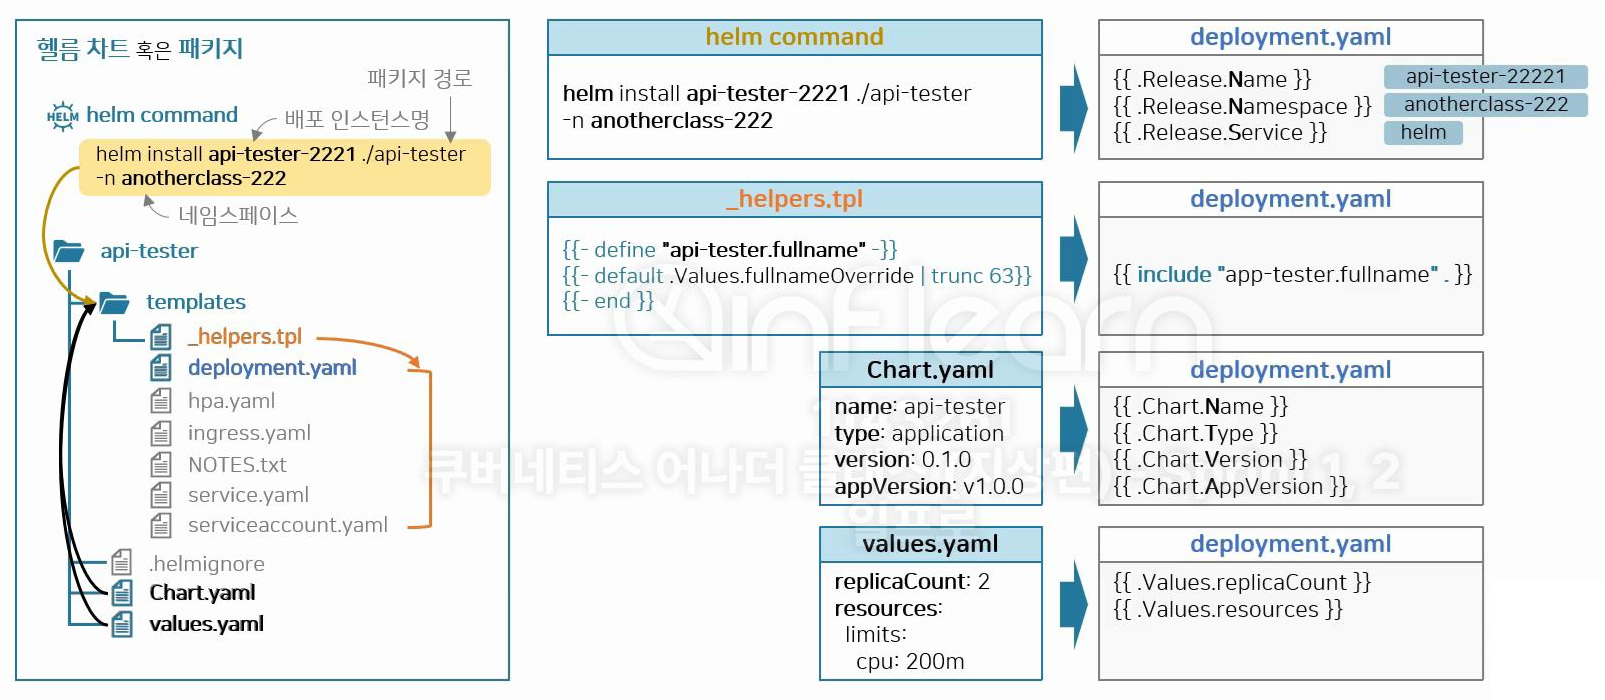 헬름 차트 혹은 패키지
패키지 경로
HELM helm command
배포 인스턴스명
helm install api-tester-2221 ./api-tester
-n anotherclass-222
네임스페이스
api-tester
templates
_helpers.tpl
deployment.yaml
hpa.yaml
ingress.yaml
NOTES.txt
service.yaml
serviceaccount.yaml
.helmignore
Chart.yaml
values.yaml
helm command
helm install api-tester-2221 ./api-tester
-n anotherclass-222
deployment.yaml
{{ .Release.Name }} api-tester-22221
{{ .Release.Namespace }} anotherclass-222
{{ .Release.Service }} helm
_helpers.tpl
{{- define "api-tester.fullname" -}}
{{- default .Values.fullnameOverride | trunc 63}}
{{- end }}
deployment.yaml
{{ include "app-tester.fullname" . }}
Chart.yaml
name: api-tester
type: application
version: 0.1.0
appVersion: v1.0.0
deployment.yaml
{{ .Chart.Name }}
{{ .Chart.Type }}
{{ .Chart.Version }}
{{ .Chart.AppVersion }}
values.yaml
replicaCount: 2
resources:
limits:
cpu: 200m
deployment.yaml
{{ .Values.replicaCount }}
{{ .Values.resources }}
inflearn
쿠버네티스 어나더 클래스 (지상편) - Sprint 1, 2